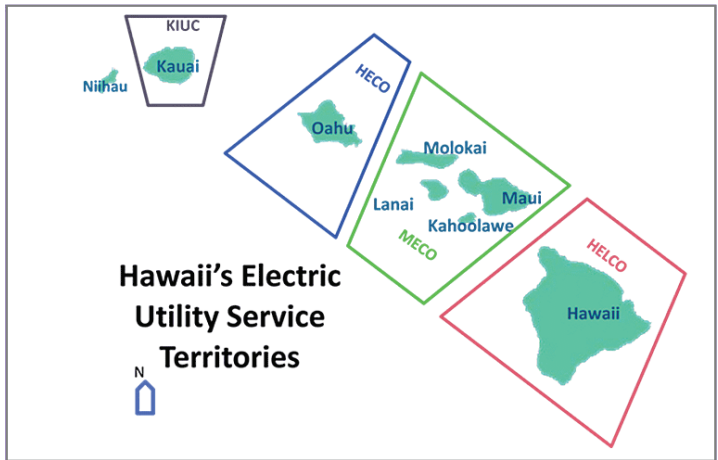 KIUC
Kauai
Niihau
HECO
Oahu
Molokai
Lanai
Maui
Kahoolawe
MECO
HELCO
Hawaii
Hawaii’s Electric
Utility Service
Territories
N